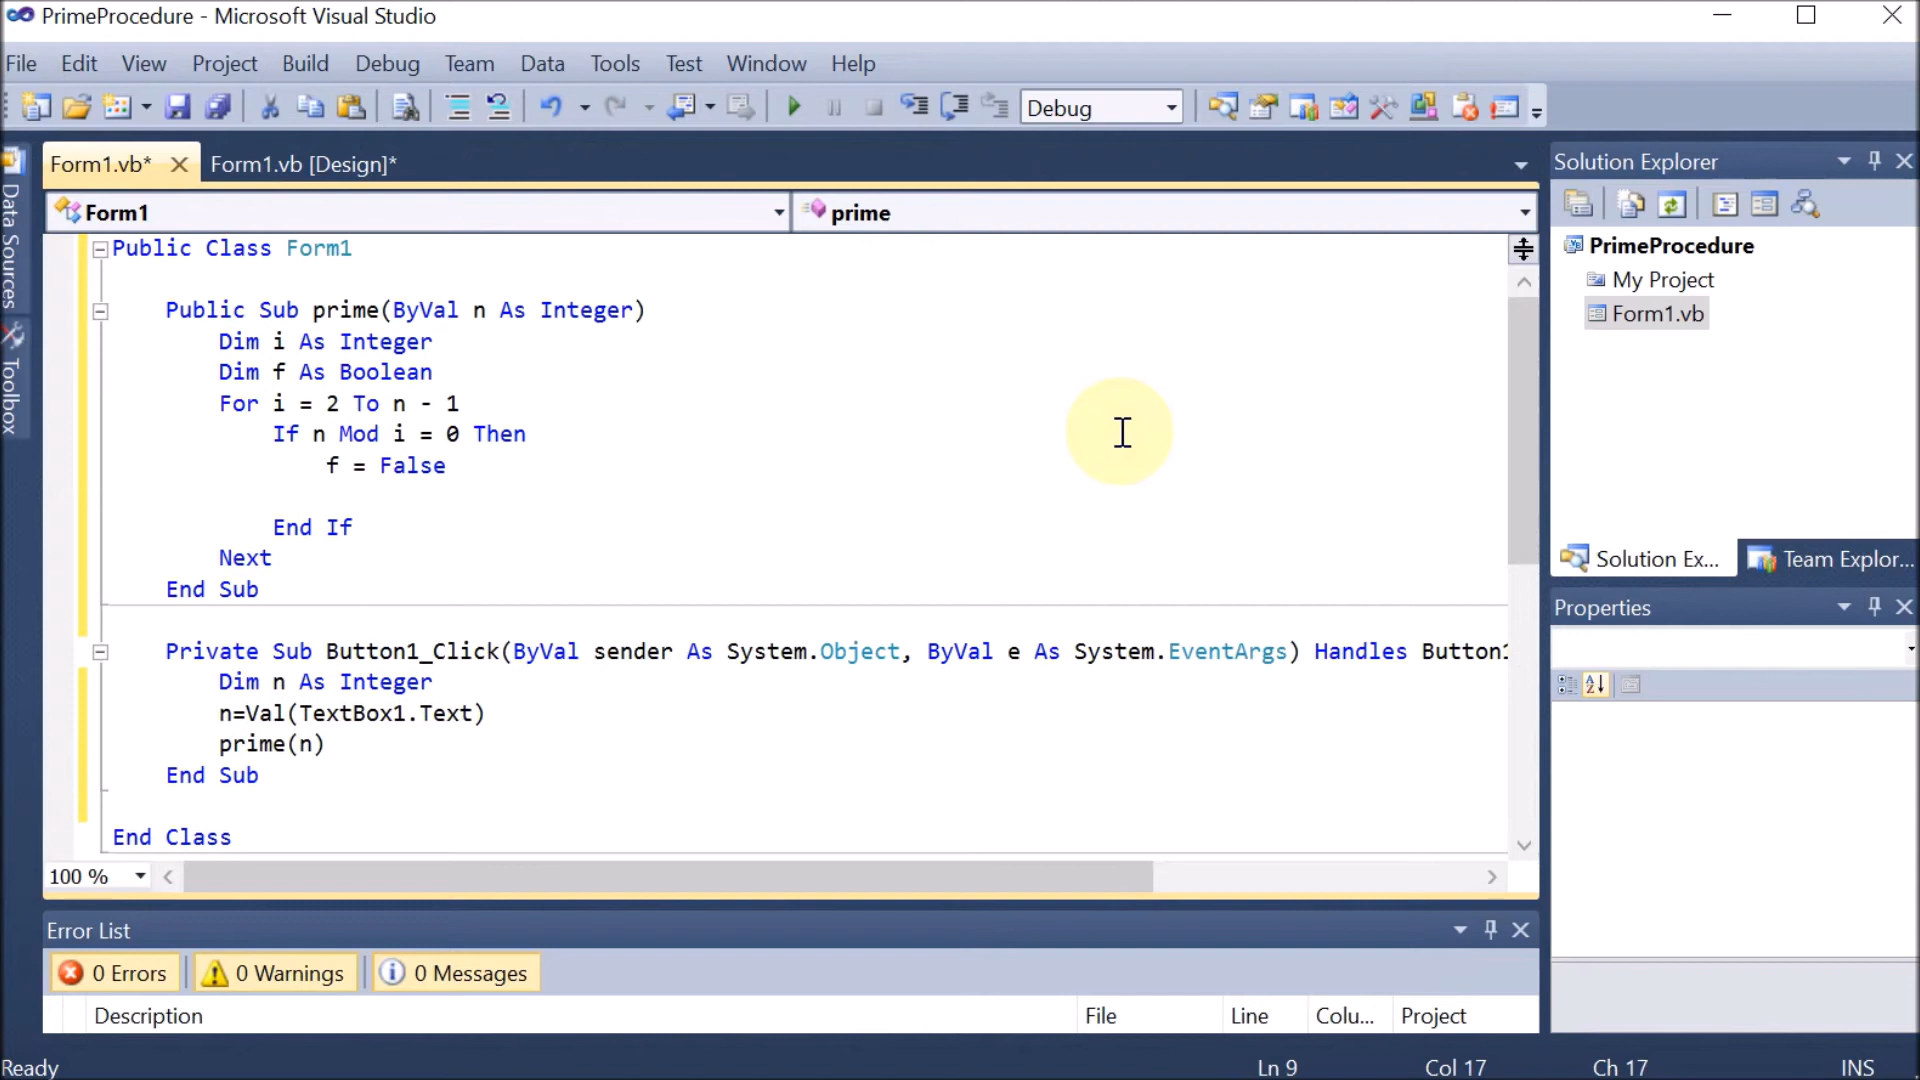 PrimeProcedure - Microsoft Visual Studio
File Edit View Project Build Debug Team Data Tools Test Window Help
Debug
Form1.vb* Form1.vb [Design]*
Form1 prime
Data Sources
Toolbox
Public Class Form1
Public Sub prime(ByVal n As Integer)
Dim i As Integer
Dim f As Boolean
For i = 2 To n - 1
If n Mod i = 0 Then
f = False
End If
Next
End Sub
Private Sub Button1_Click(ByVal sender As System.Object, ByVal e As System.EventArgs) Handles Button1
Dim n As Integer
n=Val(TextBox1.Text)
prime(n)
End Sub
End Class
100 %
Solution Explorer
PrimeProcedure
My Project
Form1.vb
Solution Ex... Team Explor...
Properties
Error List
0 Errors 0 Warnings 0 Messages
Description File Line Colu... Project
Ready Ln 9 Col 17 Ch 17 INS